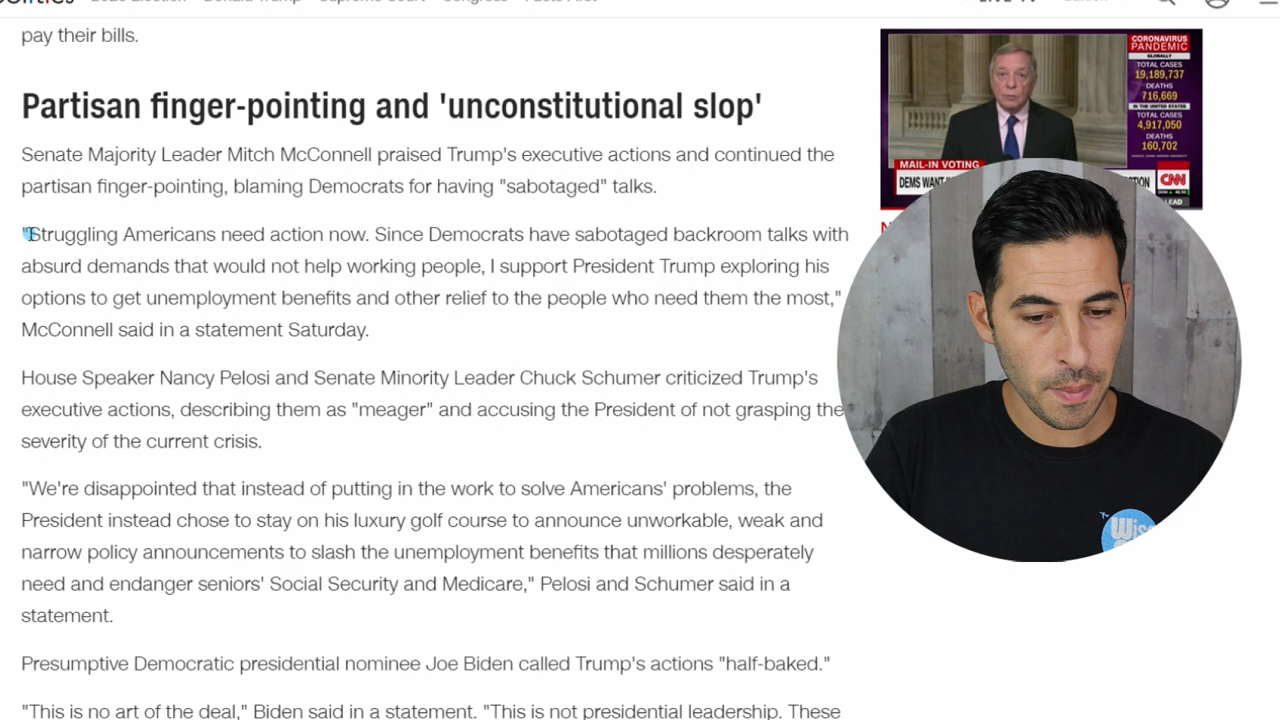 pay their bills.
Partisan finger-pointing and 'unconstitutional slop'
Senate Majority Leader Mitch McConnell praised Trump's executive actions and continued the
partisan finger-pointing, blaming Democrats for having "sabotaged" talks.
"Struggling Americans need action now. Since Democrats have sabotaged backroom talks with
absurd demands that would not help working people, I support President Trump exploring his
options to get unemployment benefits and other relief to the people who need them the most,"
McConnell said in a statement Saturday.
House Speaker Nancy Pelosi and Senate Minority Leader Chuck Schumer criticized Trump's
executive actions, describing them as "meager" and accusing the President of not grasping the
severity of the current crisis.
"We're disappointed that instead of putting in the work to solve Americans' problems, the
President instead chose to stay on his luxury golf course to announce unworkable, weak and
narrow policy announcements to slash the unemployment benefits that millions desperately
need and endanger seniors' Social Security and Medicare," Pelosi and Schumer said in a
statement.
Presumptive Democratic presidential nominee Joe Biden called Trump's actions "half-baked."
"This is no art of the deal," Biden said in a statement. "This is not presidential leadership. These
CORONAVIRUS
PANDEMIC
GLOBALLY
TOTAL CASES
19,189,737
DEATHS
716,669
IN THE UNITED STATES
TOTAL CASES
4,917,050
DEATHS
160,702
MAIL-IN VOTING
DEMS WANT
CNN
LEAD